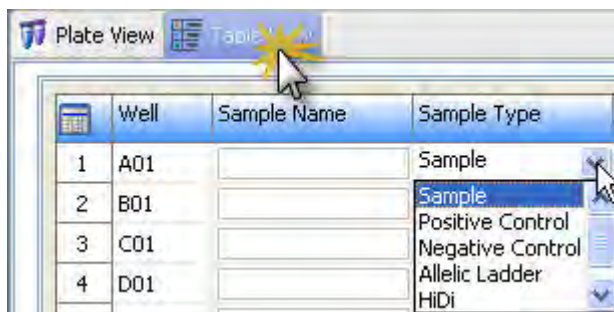 Plate View Table View
Well Sample Name Sample Type
1 A01 Sample
2 B01 Sample
3 C01 Positive Control
Negative Control
4 D01 Allelic Ladder
HiDi